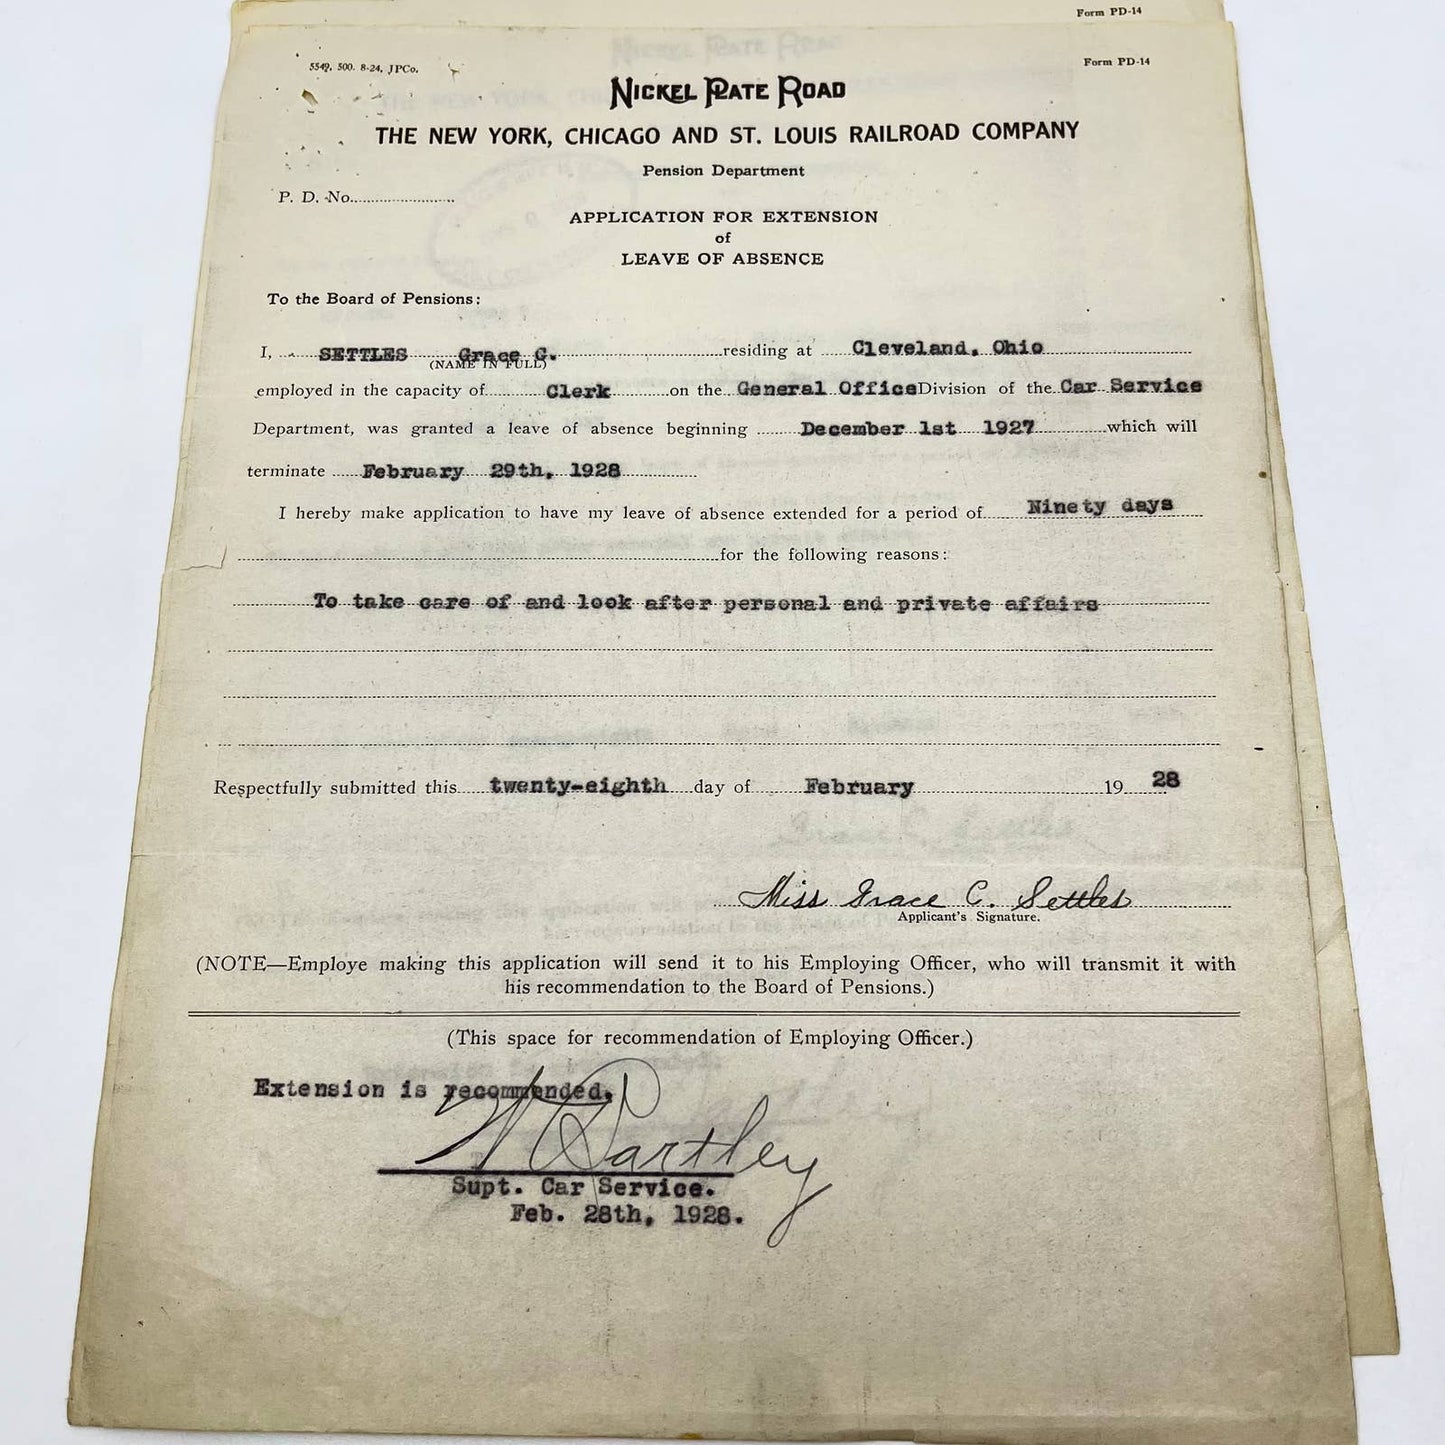 Form PD-14
5549. 500. 8-24, JPCo.
Form PD-14
NICKEL PLATE ROAD
THE NEW YORK, CHICAGO AND ST. LOUIS RAILROAD COMPANY
Pension Department
P. D. No.
APPLICATION FOR EXTENSION
of
LEAVE OF ABSENCE
To the Board of Pensions:
I, SETTLES Grace C. residing at Cleveland, Ohio
(NAME IN FULL)
employed in the capacity of Clerk on the General Office Division of the Car Service
Department, was granted a leave of absence beginning December 1st 1927 which will
terminate February 29th, 1928
I hereby make application to have my leave of absence extended for a period of Ninety days
for the following reasons:
To take care of and look after personal and private affairs
Respectfully submitted this twenty-eighth day of February 19 28
Miss Grace C. Settles
Applicant's Signature.
(NOTE—Employe making this application will send it to his Employing Officer, who will transmit it with
his recommendation to the Board of Pensions.)
(This space for recommendation of Employing Officer.)
Extension is recommended.
Bartley
Supt. Car Service.
Feb. 28th, 1928.